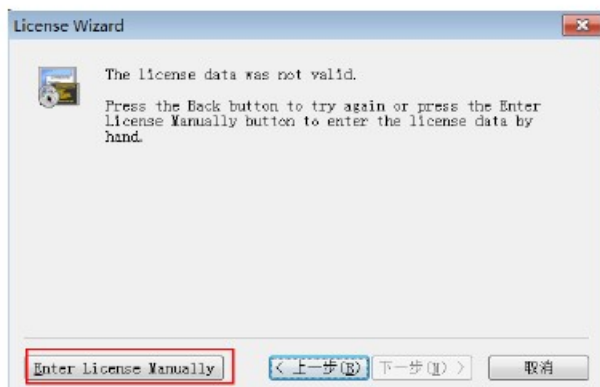 License Wizard
The license data was not valid.
Press the Back button to try again or press the Enter
License Manually button to enter the license data by
hand.
Enter License Manually
< 上一步(B)
下一步(N) >
取消